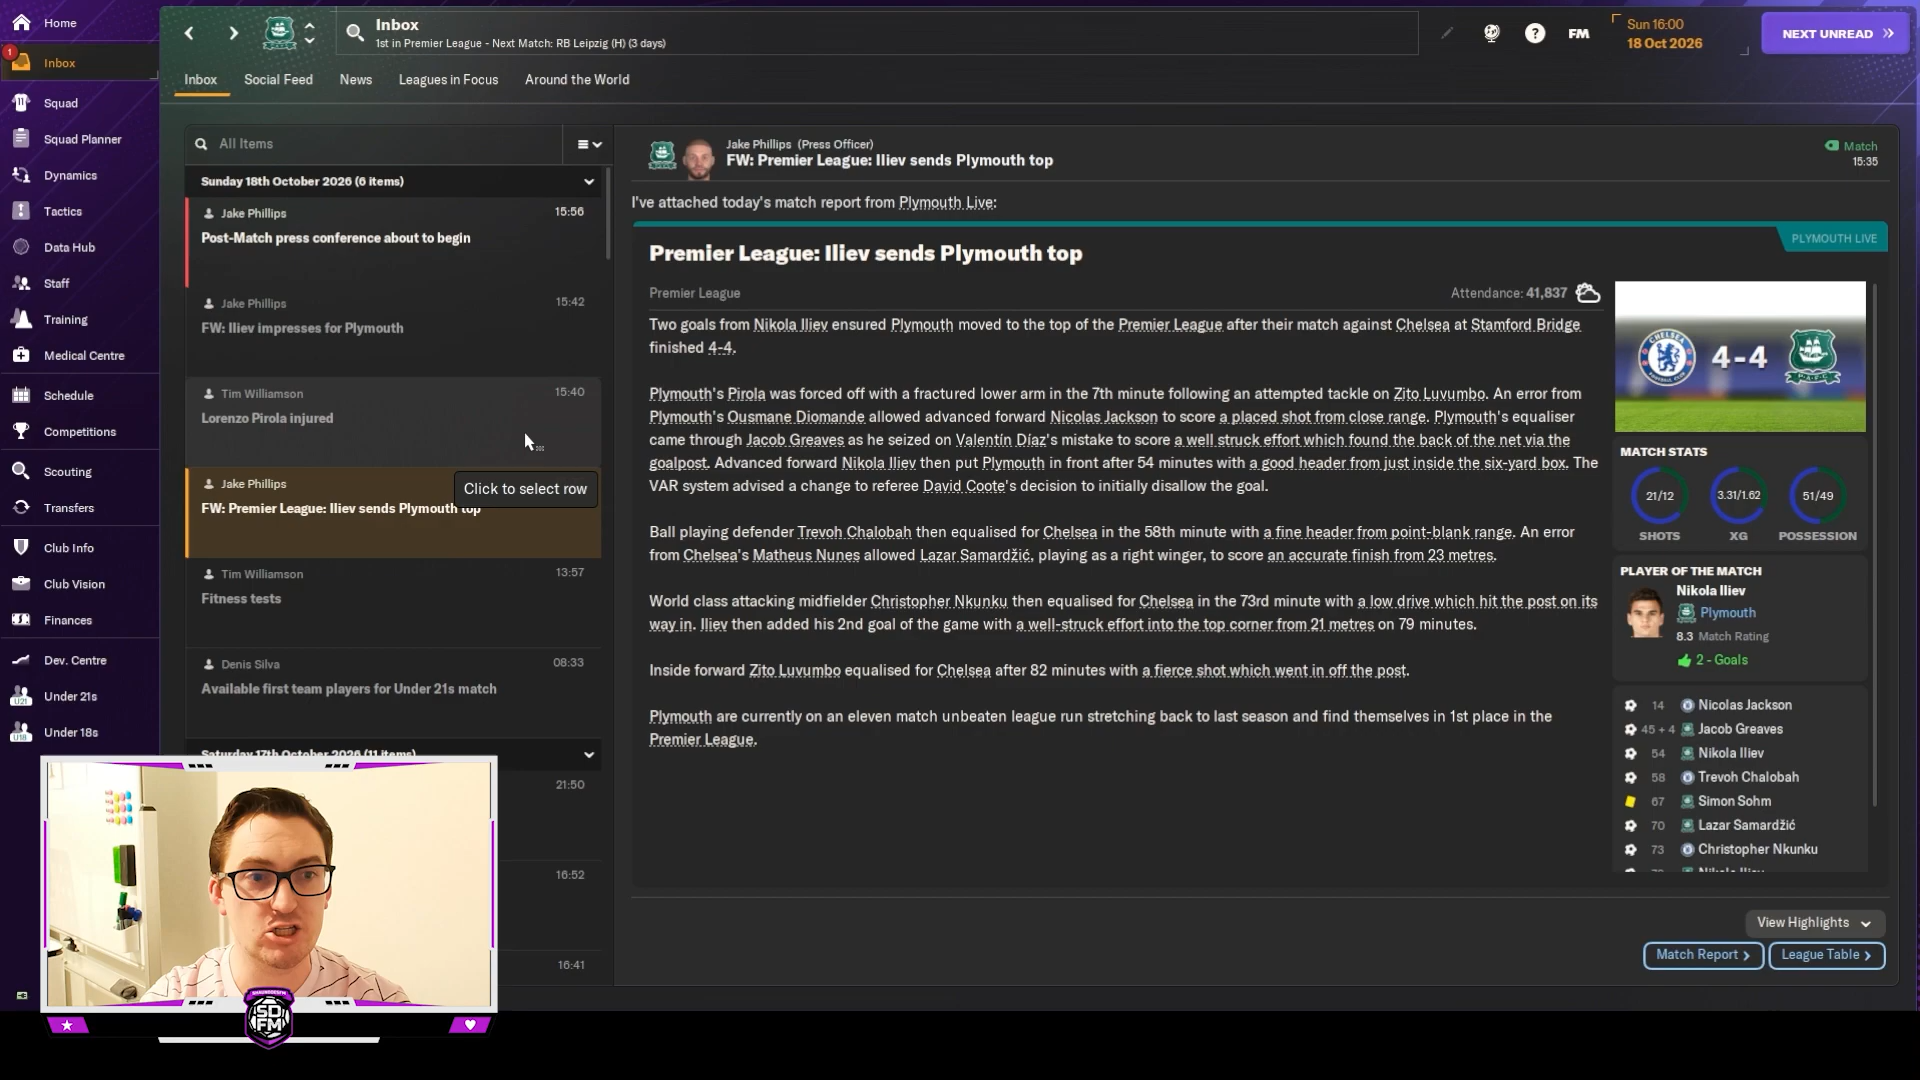 Home
1
Inbox
Squad
Squad Planner
Dynamics
Tactics
Data Hub
Staff
Training
Medical Centre
Schedule
Competitions
Scouting
Transfers
Club Info
Club Vision
Finances
Dev. Centre
U21
Under 21s
U18
Under 18s
Inbox
1st in Premier League - Next Match: RB Leipzig (H) (3 days)
FM
Sun 16:00
18 Oct 2026
NEXT UNREAD
Inbox
Social Feed
News
Leagues in Focus
Around the World
All Items
Sunday 18th October 2026 (6 items)
Jake Phillips 15:56
Post-Match press conference about to begin
Jake Phillips 15:42
FW: Iliev impresses for Plymouth
Tim Williamson 15:40
Lorenzo Pirola injured
Jake Phillips
Click to select row
FW: Premier League: Iliev sends Plymouth top
Tim Williamson 13:57
Fitness tests
Denis Silva 08:33
Available first team players for Under 21s match
Saturday 17th October 2026 (11 items)
21:50
16:52
16:41
SDFM
Jake Phillips (Press Officer)
FW: Premier League: Iliev sends Plymouth top
Match
15:35
I've attached today's match report from Plymouth Live:
PLYMOUTH LIVE
Premier League: Iliev sends Plymouth top
Premier League
Attendance: 41,837
Two goals from Nikola Iliev ensured Plymouth moved to the top of the Premier League after their match against Chelsea at Stamford Bridge
finished 4-4.
Plymouth's Pirola was forced off with a fractured lower arm in the 7th minute following an attempted tackle on Zito Luvumbo. An error from
Plymouth's Ousmane Diomande allowed advanced forward Nicolas Jackson to score a placed shot from close range. Plymouth's equaliser
came through Jacob Greaves as he seized on Valentín Díaz's mistake to score a well struck effort which found the back of the net via the
goalpost. Advanced forward Nikola Iliev then put Plymouth in front after 54 minutes with a good header from just inside the six-yard box. The
VAR system advised a change to referee David Coote's decision to initially disallow the goal.
Ball playing defender Trevoh Chalobah then equalised for Chelsea in the 58th minute with a fine header from point-blank range. An error
from Chelsea's Matheus Nunes allowed Lazar Samardžić, playing as a right winger, to score an accurate finish from 23 metres.
World class attacking midfielder Christopher Nkunku then equalised for Chelsea in the 73rd minute with a low drive which hit the post on its
way in. Iliev then added his 2nd goal of the game with a well-struck effort into the top corner from 21 metres on 79 minutes.
Inside forward Zito Luvumbo equalised for Chelsea after 82 minutes with a fierce shot which went in off the post.
Plymouth are currently on an eleven match unbeaten league run stretching back to last season and find themselves in 1st place in the
Premier League.
4-4
MATCH STATS
21/12
3.31/1.62
51/49
SHOTS
XG
POSSESSION
PLAYER OF THE MATCH
Nikola Iliev
Plymouth
8.3 Match Rating
2 - Goals
14 Nicolas Jackson
45 + 4 Jacob Greaves
54 Nikola Iliev
58 Trevoh Chalobah
67 Simon Sohm
70 Lazar Samardžić
73 Christopher Nkunku
Nikola Iliev
View Highlights
Match Report
League Table